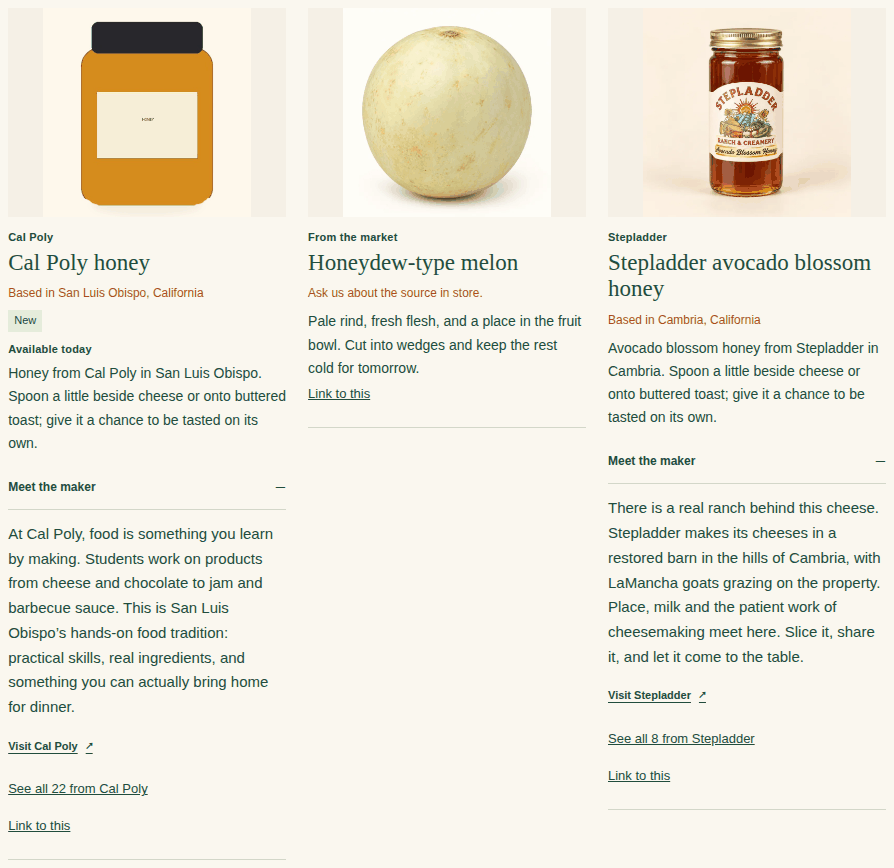 HONEY
Cal Poly
Cal Poly honey
Based in San Luis Obispo, California
New
Available today
Honey from Cal Poly in San Luis Obispo.
Spoon a little beside cheese or onto buttered
toast; give it a chance to be tasted on its
own.
Meet the maker —
At Cal Poly, food is something you learn
by making. Students work on products
from cheese and chocolate to jam and
barbecue sauce. This is San Luis
Obispo’s hands-on food tradition:
practical skills, real ingredients, and
something you can actually bring home
for dinner.
Visit Cal Poly ↗
See all 22 from Cal Poly
Link to this
From the market
Honeydew-type melon
Ask us about the source in store.
Pale rind, fresh flesh, and a place in the fruit
bowl. Cut into wedges and keep the rest
cold for tomorrow.
Link to this
STEPLADDER
RANCH & CREAMERY
Avocado Blossom Honey
Stepladder
Stepladder avocado blossom
honey
Based in Cambria, California
Avocado blossom honey from Stepladder in
Cambria. Spoon a little beside cheese or
onto buttered toast; give it a chance to be
tasted on its own.
Meet the maker —
There is a real ranch behind this cheese.
Stepladder makes its cheeses in a
restored barn in the hills of Cambria, with
LaMancha goats grazing on the property.
Place, milk and the patient work of
cheesemaking meet here. Slice it, share
it, and let it come to the table.
Visit Stepladder ↗
See all 8 from Stepladder
Link to this